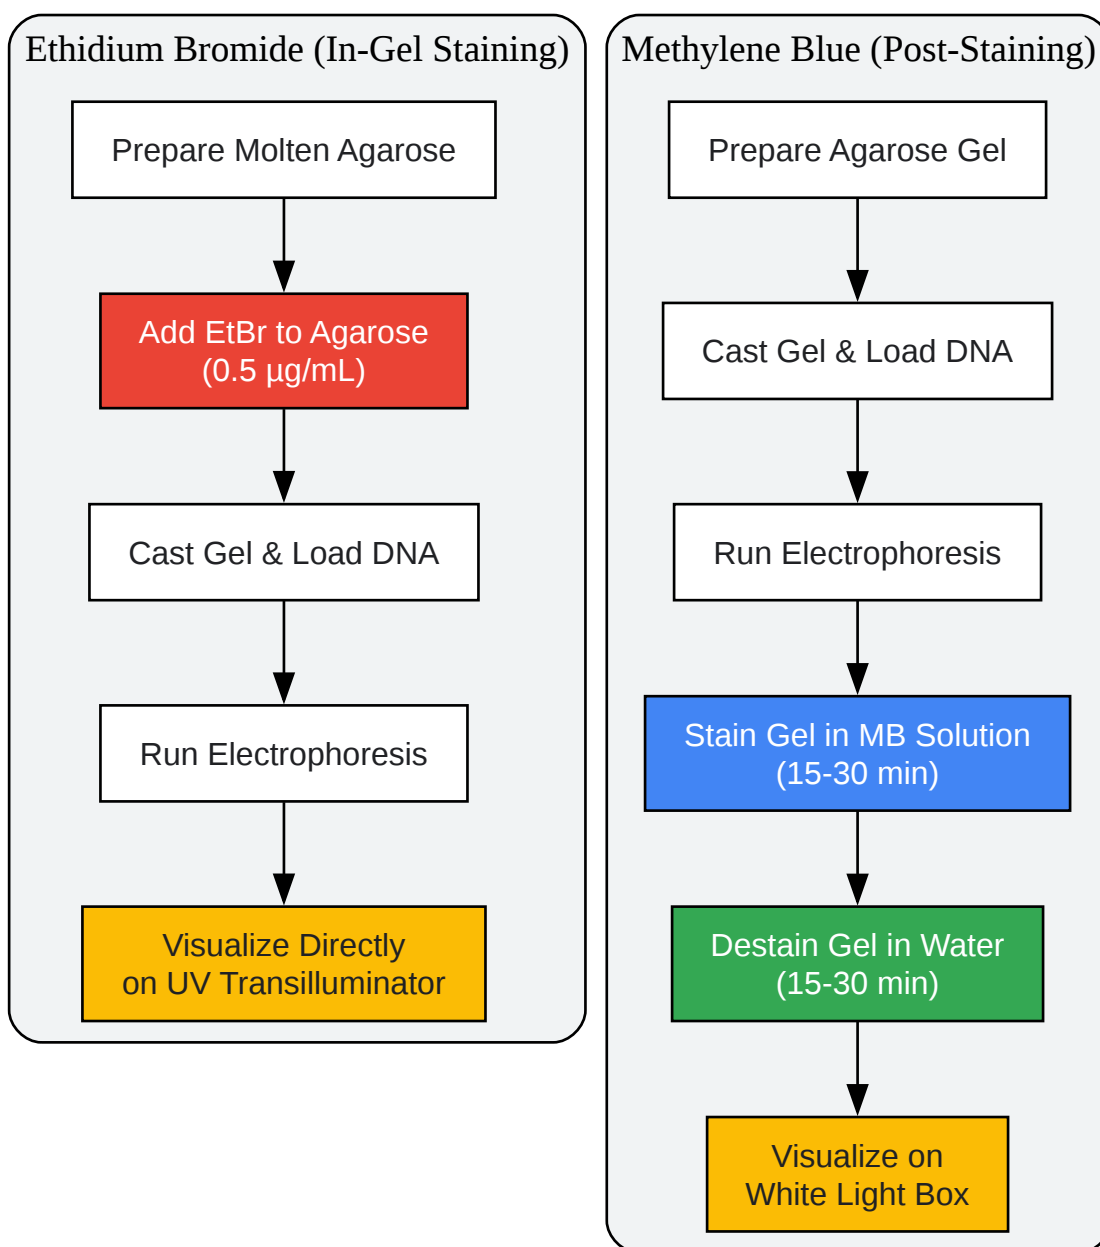 Ethidium Bromide (In-Gel Staining)
Prepare Molten Agarose
Add EtBr to Agarose
(0.5 µg/mL)
Cast Gel & Load DNA
Run Electrophoresis
Visualize Directly
on UV Transilluminator
Methylene Blue (Post-Staining)
Prepare Agarose Gel
Cast Gel & Load DNA
Run Electrophoresis
Stain Gel in MB Solution
(15-30 min)
Destain Gel in Water
(15-30 min)
Visualize on
White Light Box